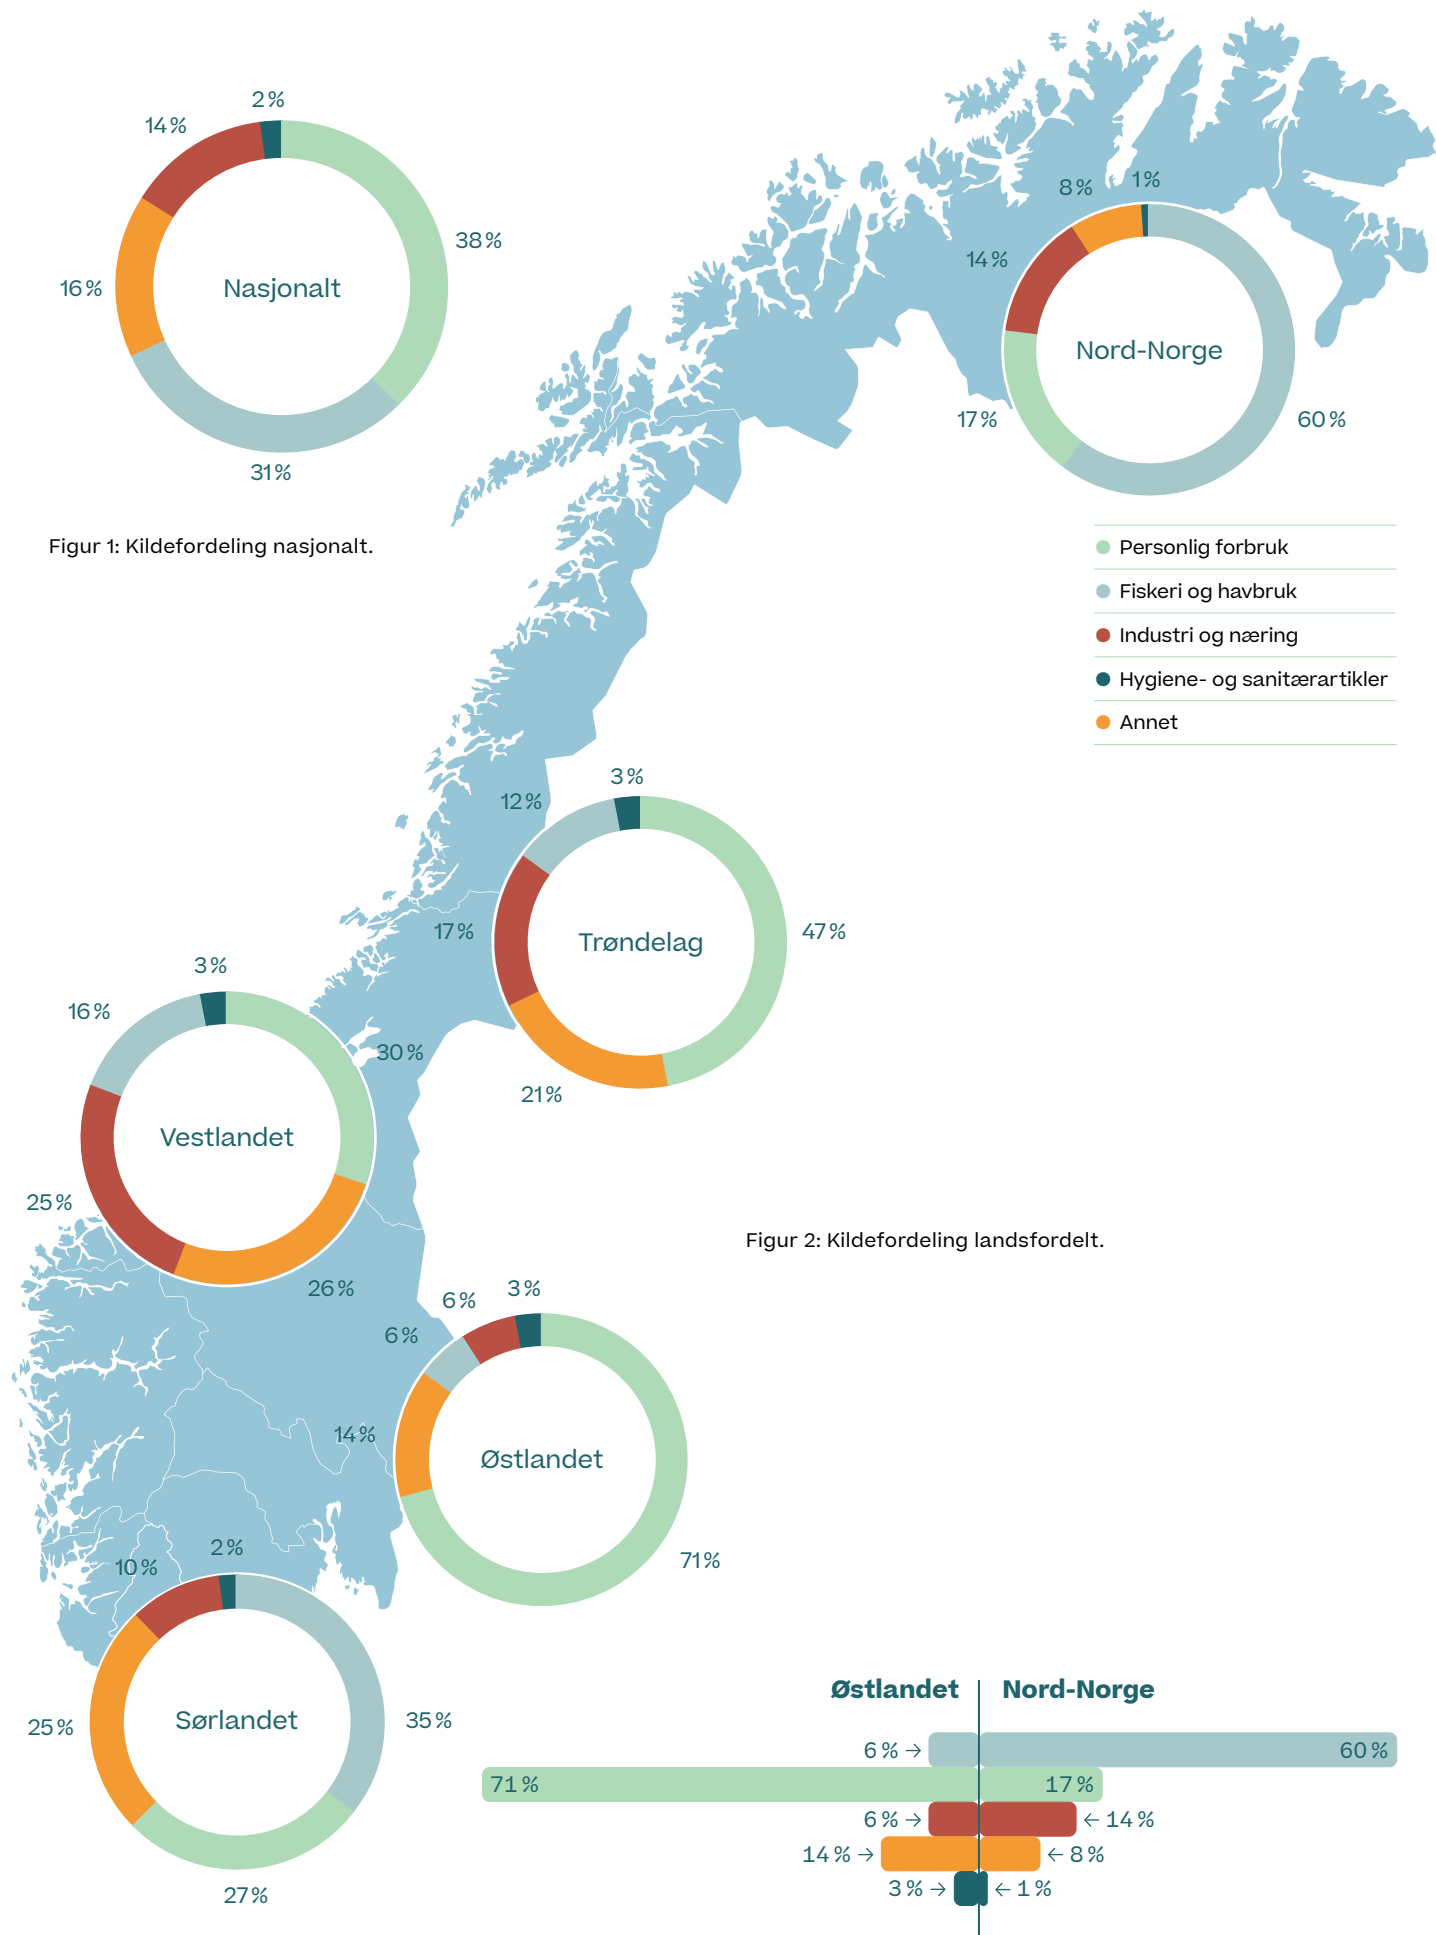 2 %
14 %
38 %
Nasjonalt
16 %
31 %
Figur 1: Kildefordeling nasjonalt.
8 %
1 %
14 %
Nord-Norge
17 %
60 %
Personlig forbruk
Fiskeri og havbruk
Industri og næring
Hygiene- og sanitærartikler
Annet
3 %
12 %
17 %
Trøndelag
47 %
21 %
3 %
16 %
30 %
Vestlandet
25 %
26 %
Figur 2: Kildefordeling landsfordelt.
3 %
6 %
6 %
14 %
Østlandet
71 %
2 %
10 %
25 %
Sørlandet
35 %
27 %
Østlandet Nord-Norge
6 % → 60 %
71 % 17 %
6 % → ← 14 %
14 % → ← 8 %
3 % → ← 1 %